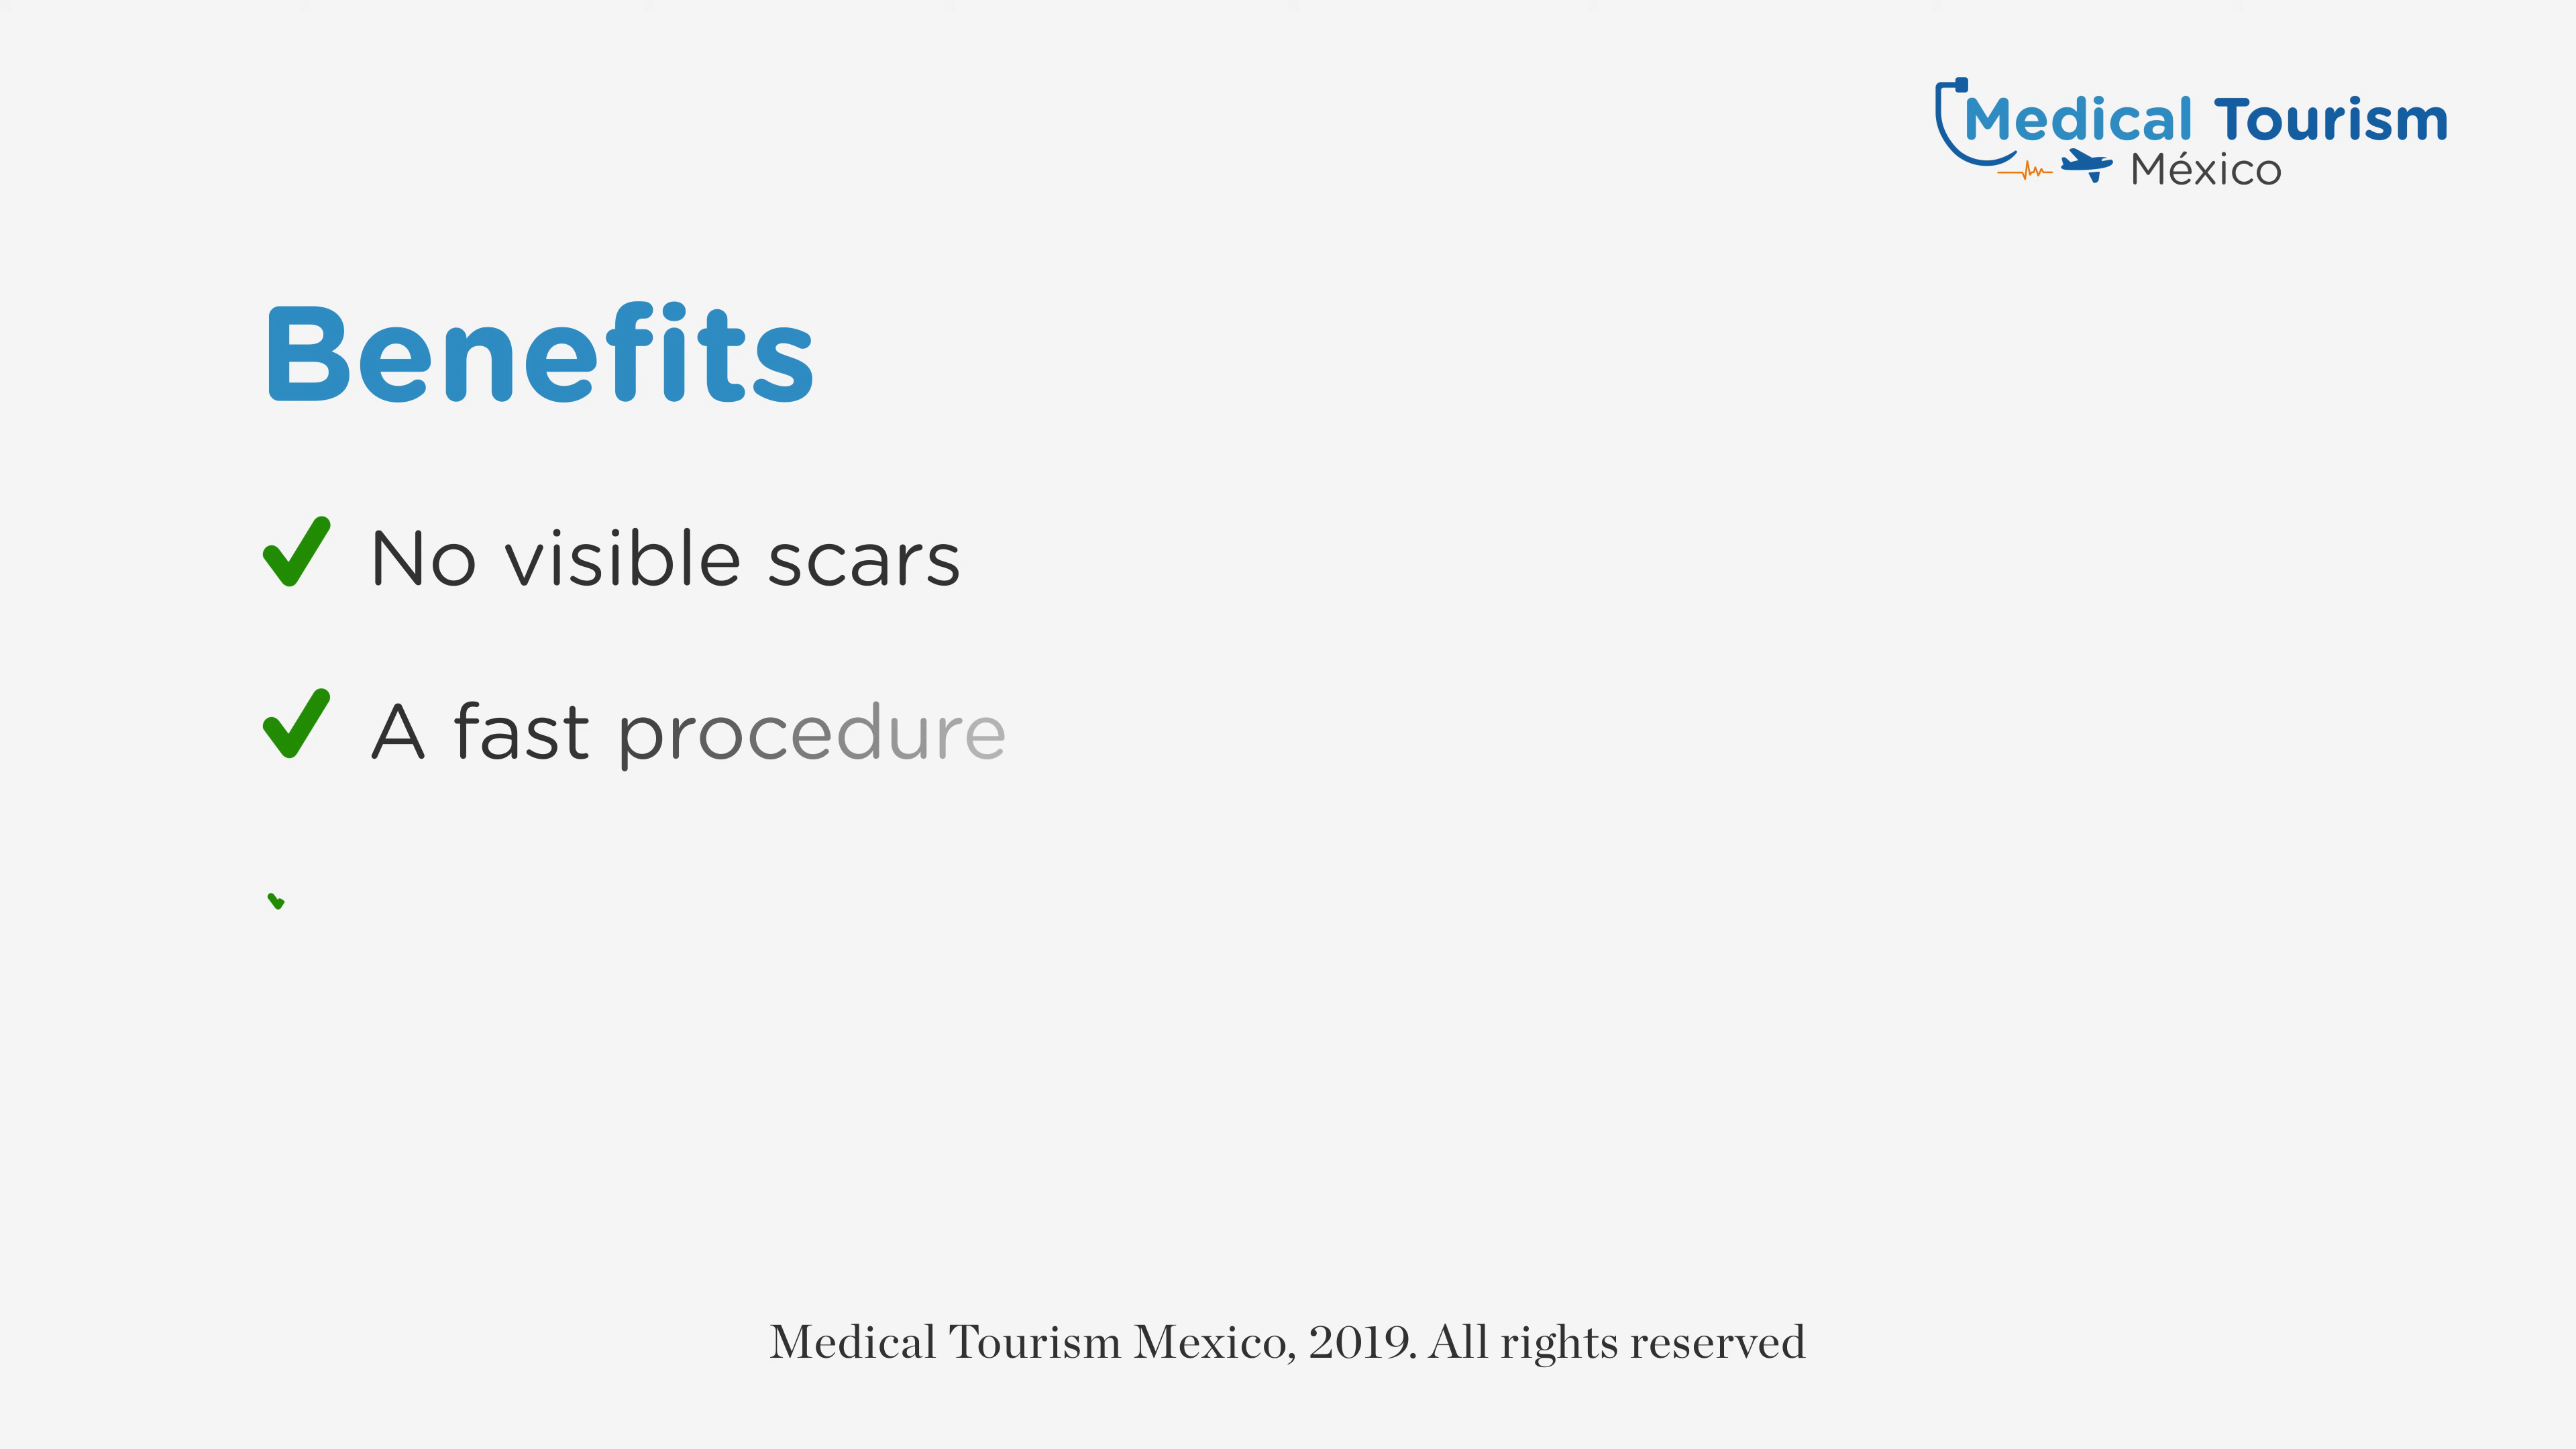 Medical Tourism
México
Benefits
No visible scars
A fast procedure
Medical Tourism Mexico, 2019. All rights reserved